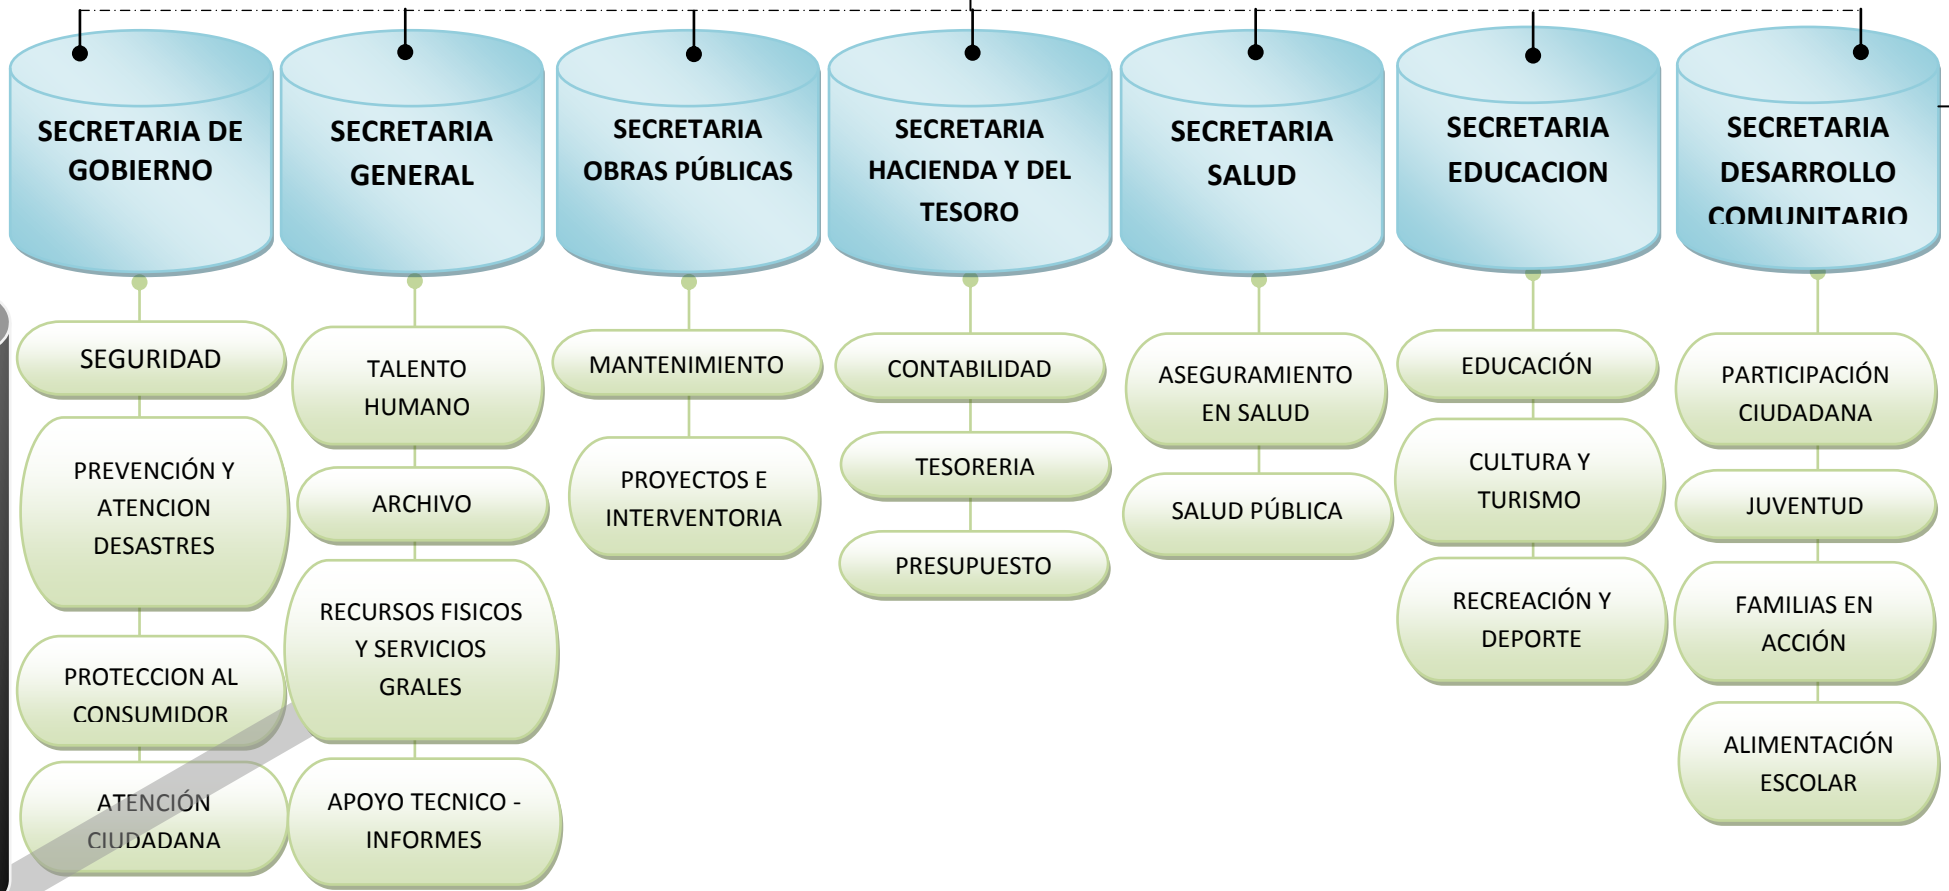 SECRETARIA DE
GOBIERNO
SECRETARIA
GENERAL
SECRETARIA
OBRAS PÚBLICAS
SECRETARIA
HACIENDA Y DEL
TESORO
SECRETARIA
SALUD
SECRETARIA
EDUCACION
SECRETARIA
DESARROLLO
COMUNITARIO
SEGURIDAD
PREVENCIÓN Y
ATENCION
DESASTRES
PROTECCION AL
CONSUMIDOR
ATENCIÓN
CIUDADANA
TALENTO
HUMANO
ARCHIVO
RECURSOS FISICOS
Y SERVICIOS
GRALES
APOYO TECNICO -
INFORMES
MANTENIMIENTO
PROYECTOS E
INTERVENTORIA
CONTABILIDAD
TESORERIA
PRESUPUESTO
ASEGURAMIENTO
EN SALUD
SALUD PÚBLICA
EDUCACIÓN
CULTURA Y
TURISMO
RECREACIÓN Y
DEPORTE
PARTICIPACIÓN
CIUDADANA
JUVENTUD
FAMILIAS EN
ACCIÓN
ALIMENTACIÓN
ESCOLAR